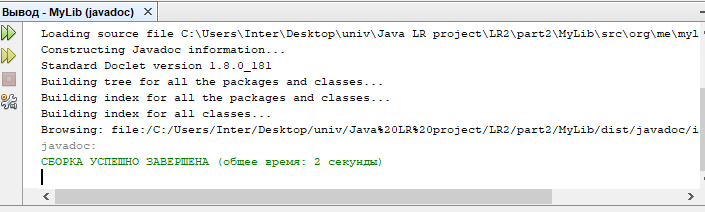 Вывод - MyLib (javadoc)
Loading source file C:\Users\Inter\Desktop\univ\Java LR project\LR2\part2\MyLib\src\org\me\myl
Constructing Javadoc information...
Standard Doclet version 1.8.0_181
Building tree for all the packages and classes...
Building index for all the packages and classes...
Building index for all classes...
Browsing: file:/C:/Users/Inter/Desktop/univ/Java%20LR%20project/LR2/part2/MyLib/dist/javadoc/i
javadoc:
СБОРКА УСПЕШНО ЗАВЕРШЕНА (общее время: 2 секунды)